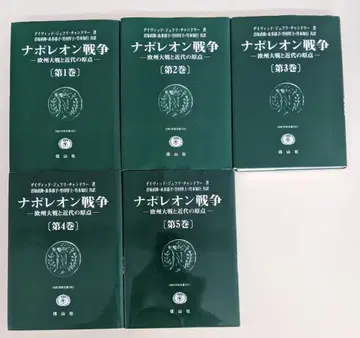 デイヴィッド・ジェフリ・チャンドラー 著
ナポレオン戦争
―欧州大戦と近代の原点―
〔第1巻〕
信山社
デイヴィッド・ジェフリ・チャンドラー 著
ナポレオン戦争
―欧州大戦と近代の原点―
〔第2巻〕
信山社
デイヴィッド・ジェフリ・チャンドラー 著
ナポレオン戦争
―欧州大戦と近代の原点―
〔第3巻〕
信山社
デイヴィッド・ジェフリ・チャンドラー 著
ナポレオン戦争
―欧州大戦と近代の原点―
〔第4巻〕
信山社
デイヴィッド・ジェフリ・チャンドラー 著
ナポレオン戦争
―欧州大戦と近代の原点―
〔第5巻〕
信山社